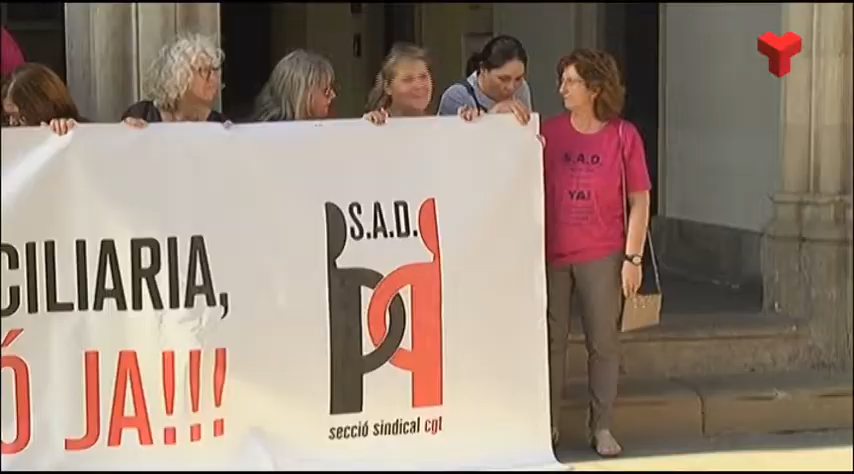 CILIARIA,
Ó JA!!!
S.A.D.
secció sindical cgt
S.A.D.
YA!